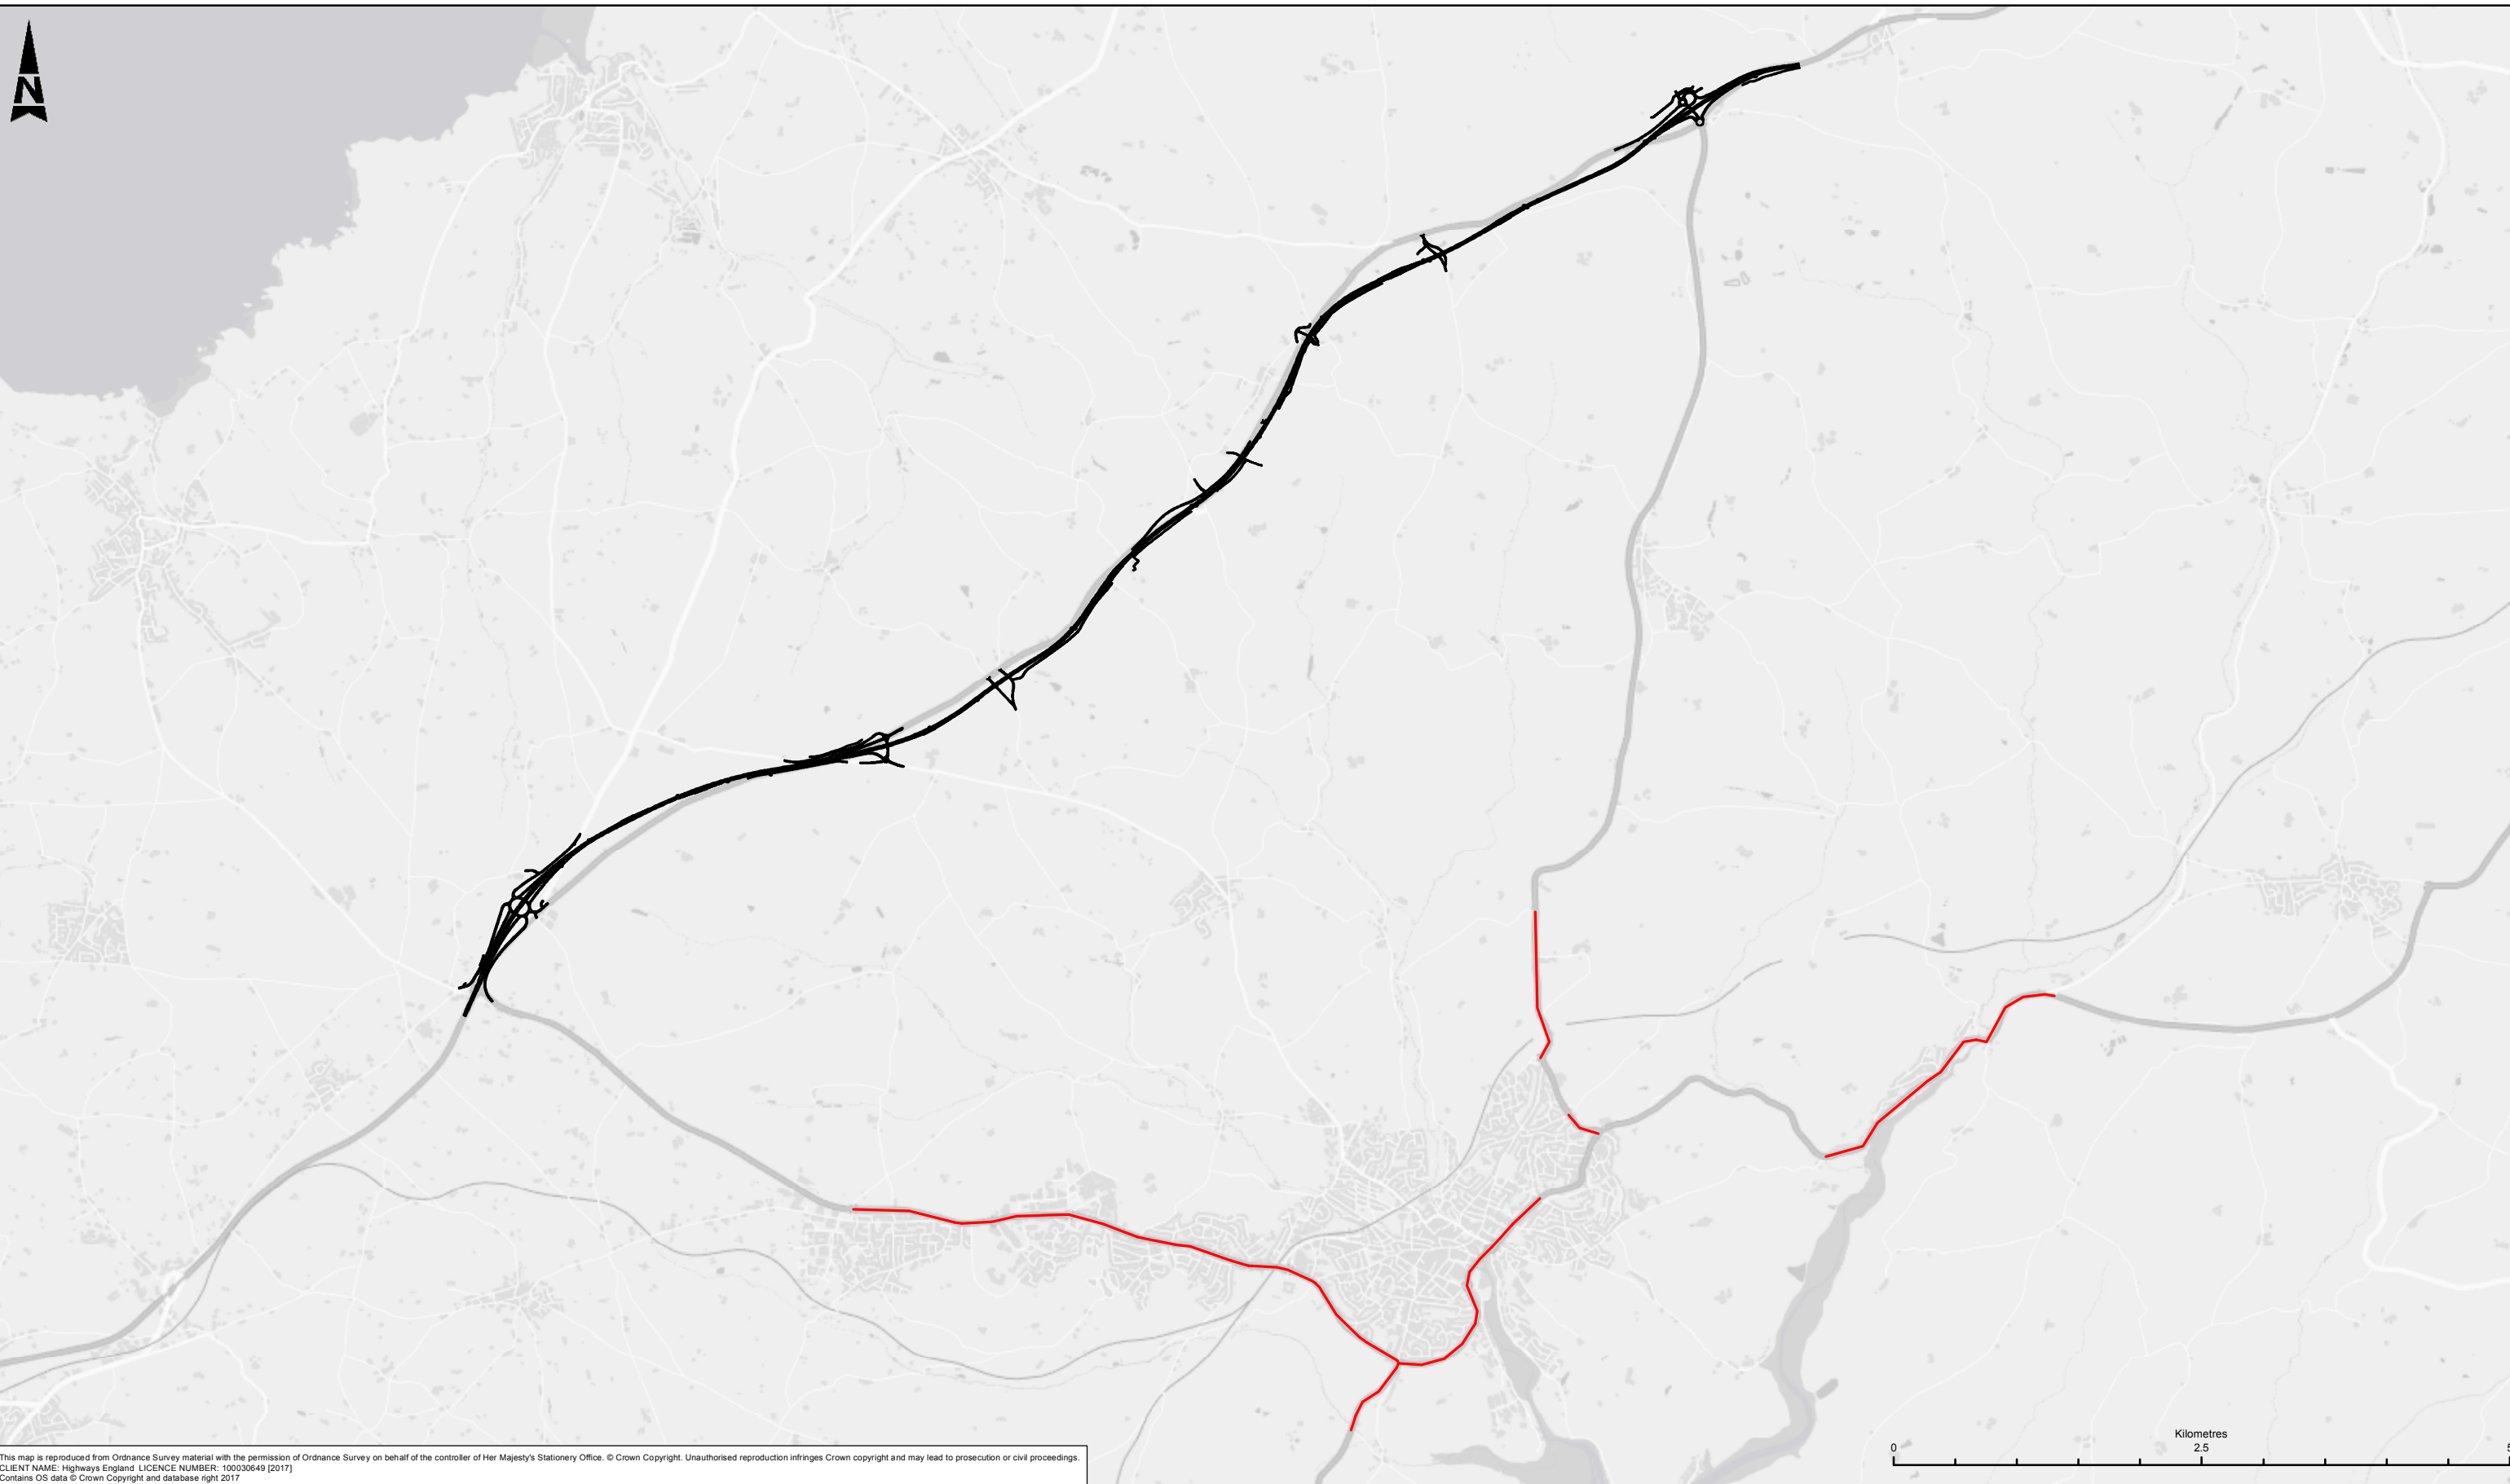 N
Kilometres
0 2.5 5
This map is reproduced from Ordnance Survey material with the permission of Ordnance Survey on behalf of the controller of Her Majesty's Stationery Office. © Crown Copyright. Unauthorised reproduction infringes Crown copyright and may lead to prosecution or civil proceedings.
CLIENT NAME: Highways England LICENCE NUMBER: 100030649 [2017]
Contains OS data © Crown Copyright and database right 2017